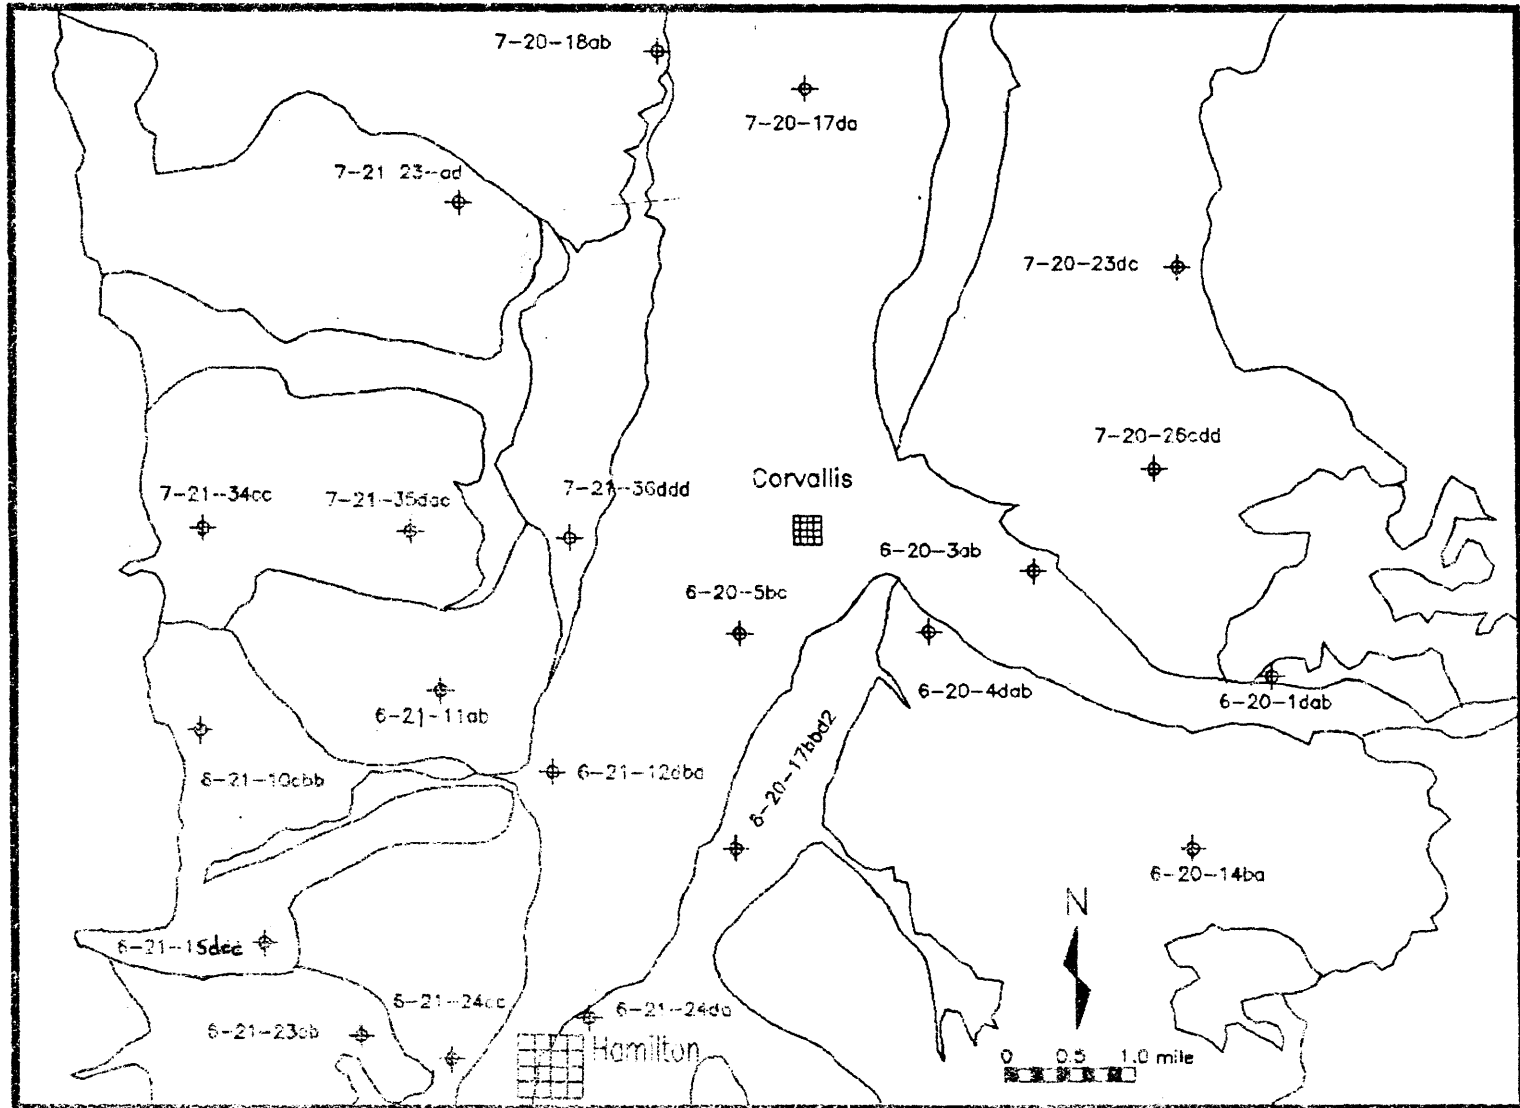 7-20-18ab
7-20-17da
7-21 23--ad
7-20-23dc
7-20-26cdd
Corvallis
7-21--34cc
7-21--35dac
7-21--36ddd
6-20-3ab
6-20--5bc
6-20-4dab
6-20-1dab
6-21-11ab
6-20-17bbd2
6-21-10cbb
6-21-12dbd
6-20-14ba
N
6-21-15dcc
6-21--24cc
6-21--24da
6-21--23cb
Hamilton
0 0.5 1.0 mile